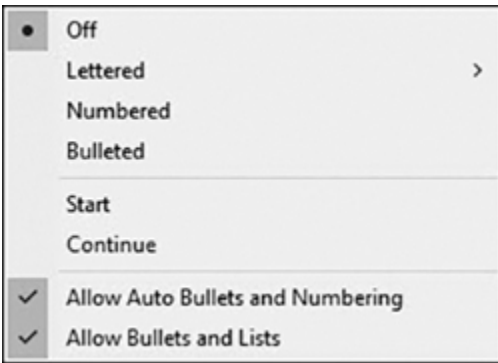 Off
Lettered
Numbered
Bulleted
Start
Continue
Allow Auto Bullets and Numbering
Allow Bullets and Lists